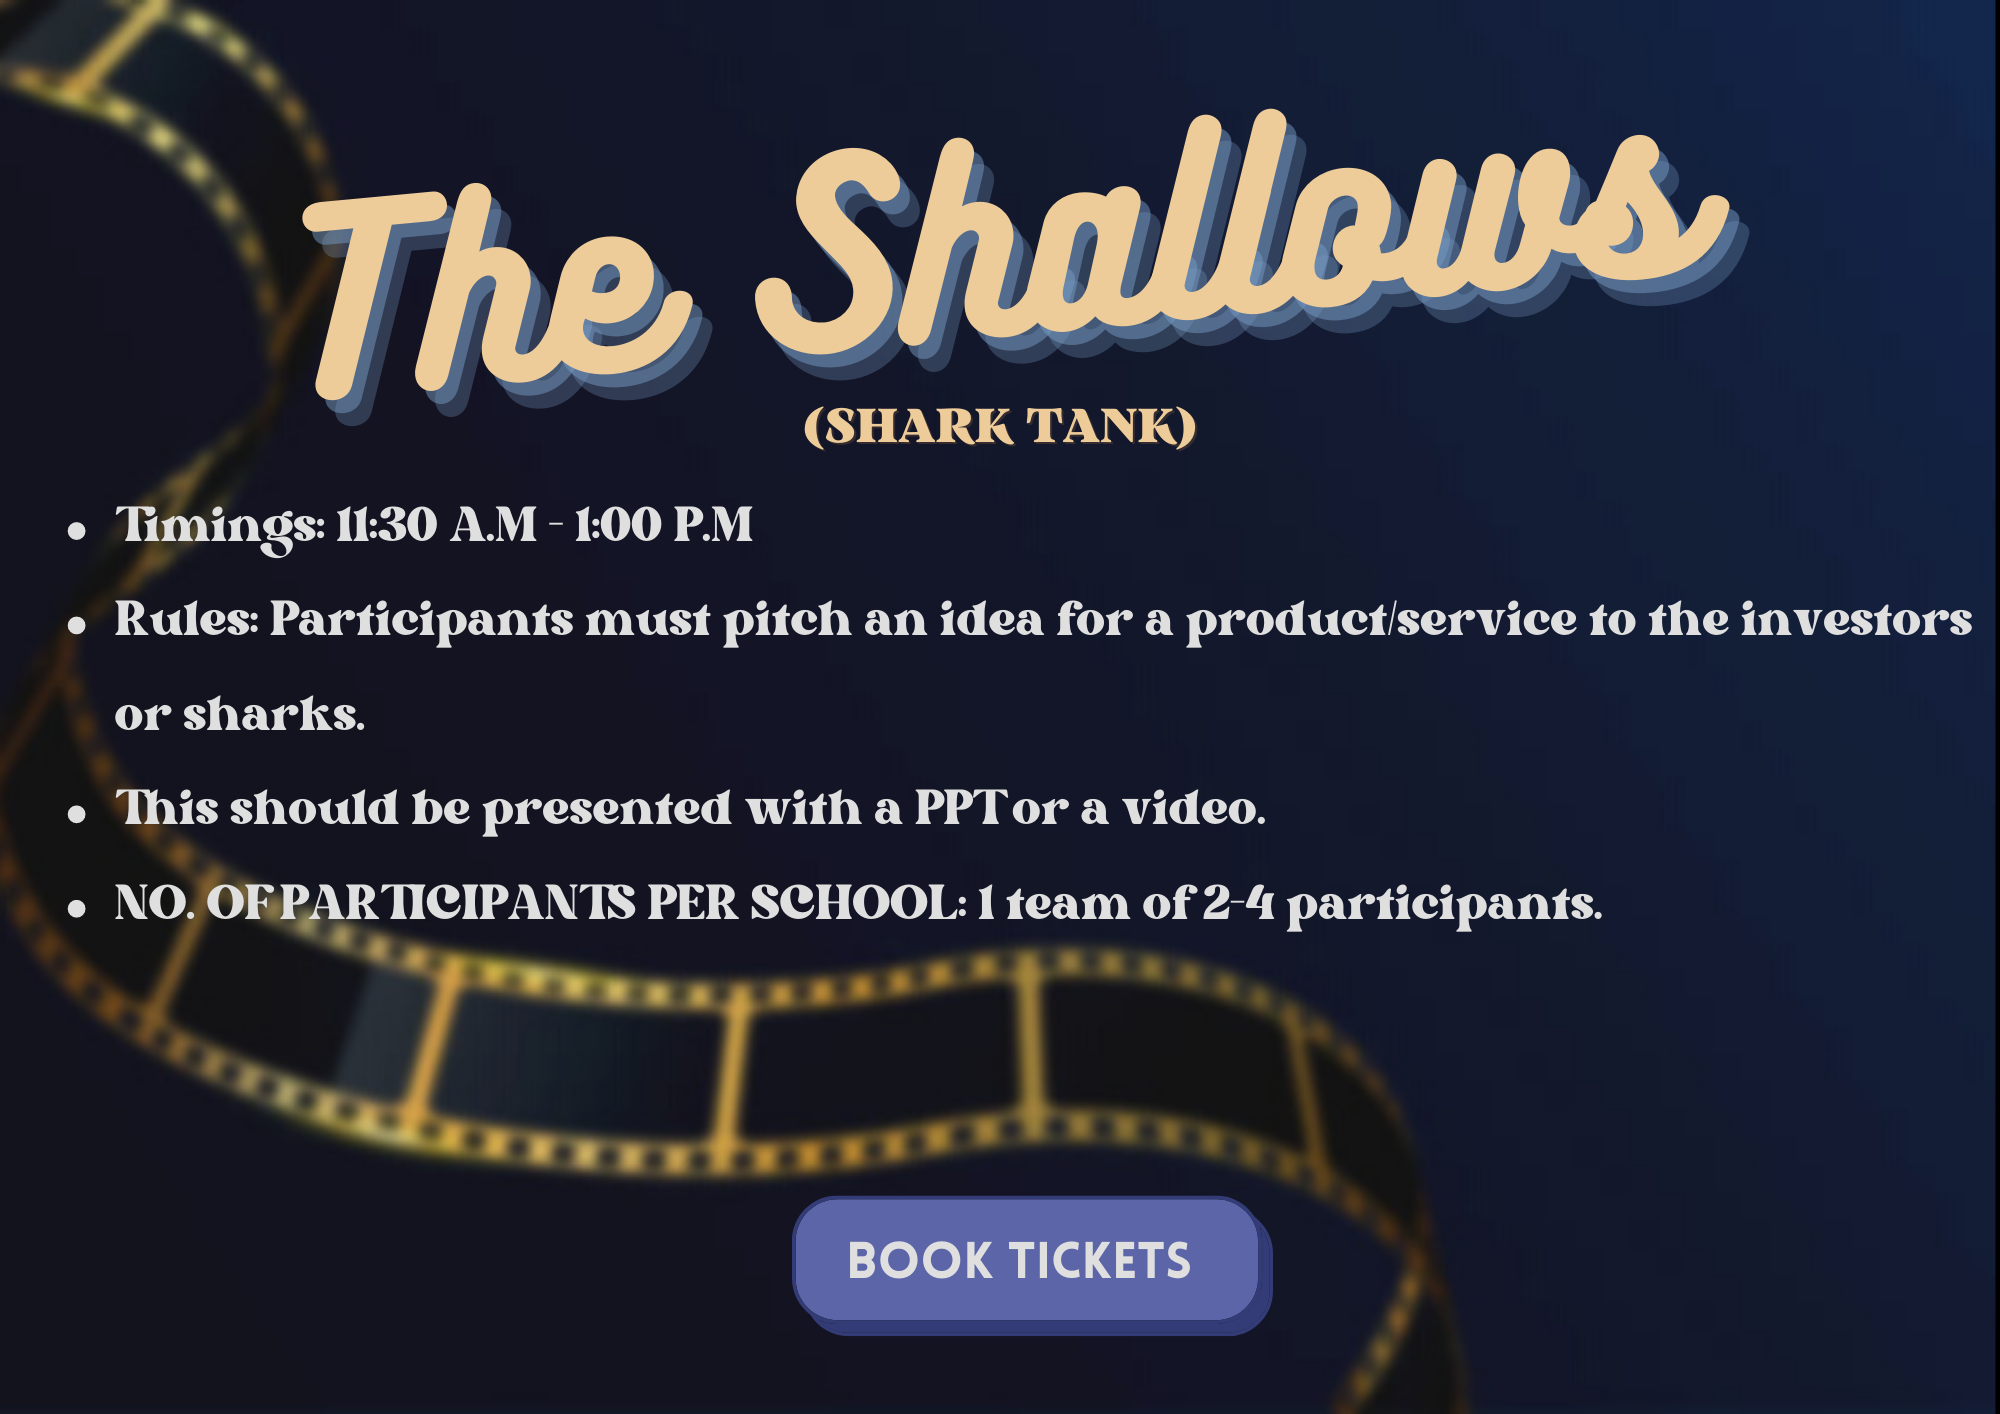 The Shallows
(SHARK TANK)
• Timings: 11:30 A.M - 1:00 P.M
• Rules: Participants must pitch an idea for a product/service to the investors
or sharks.
• This should be presented with a PPT or a video.
• NO. OF PARTICIPANTS PER SCHOOL: 1 team of 2-4 participants.
BOOK TICKETS